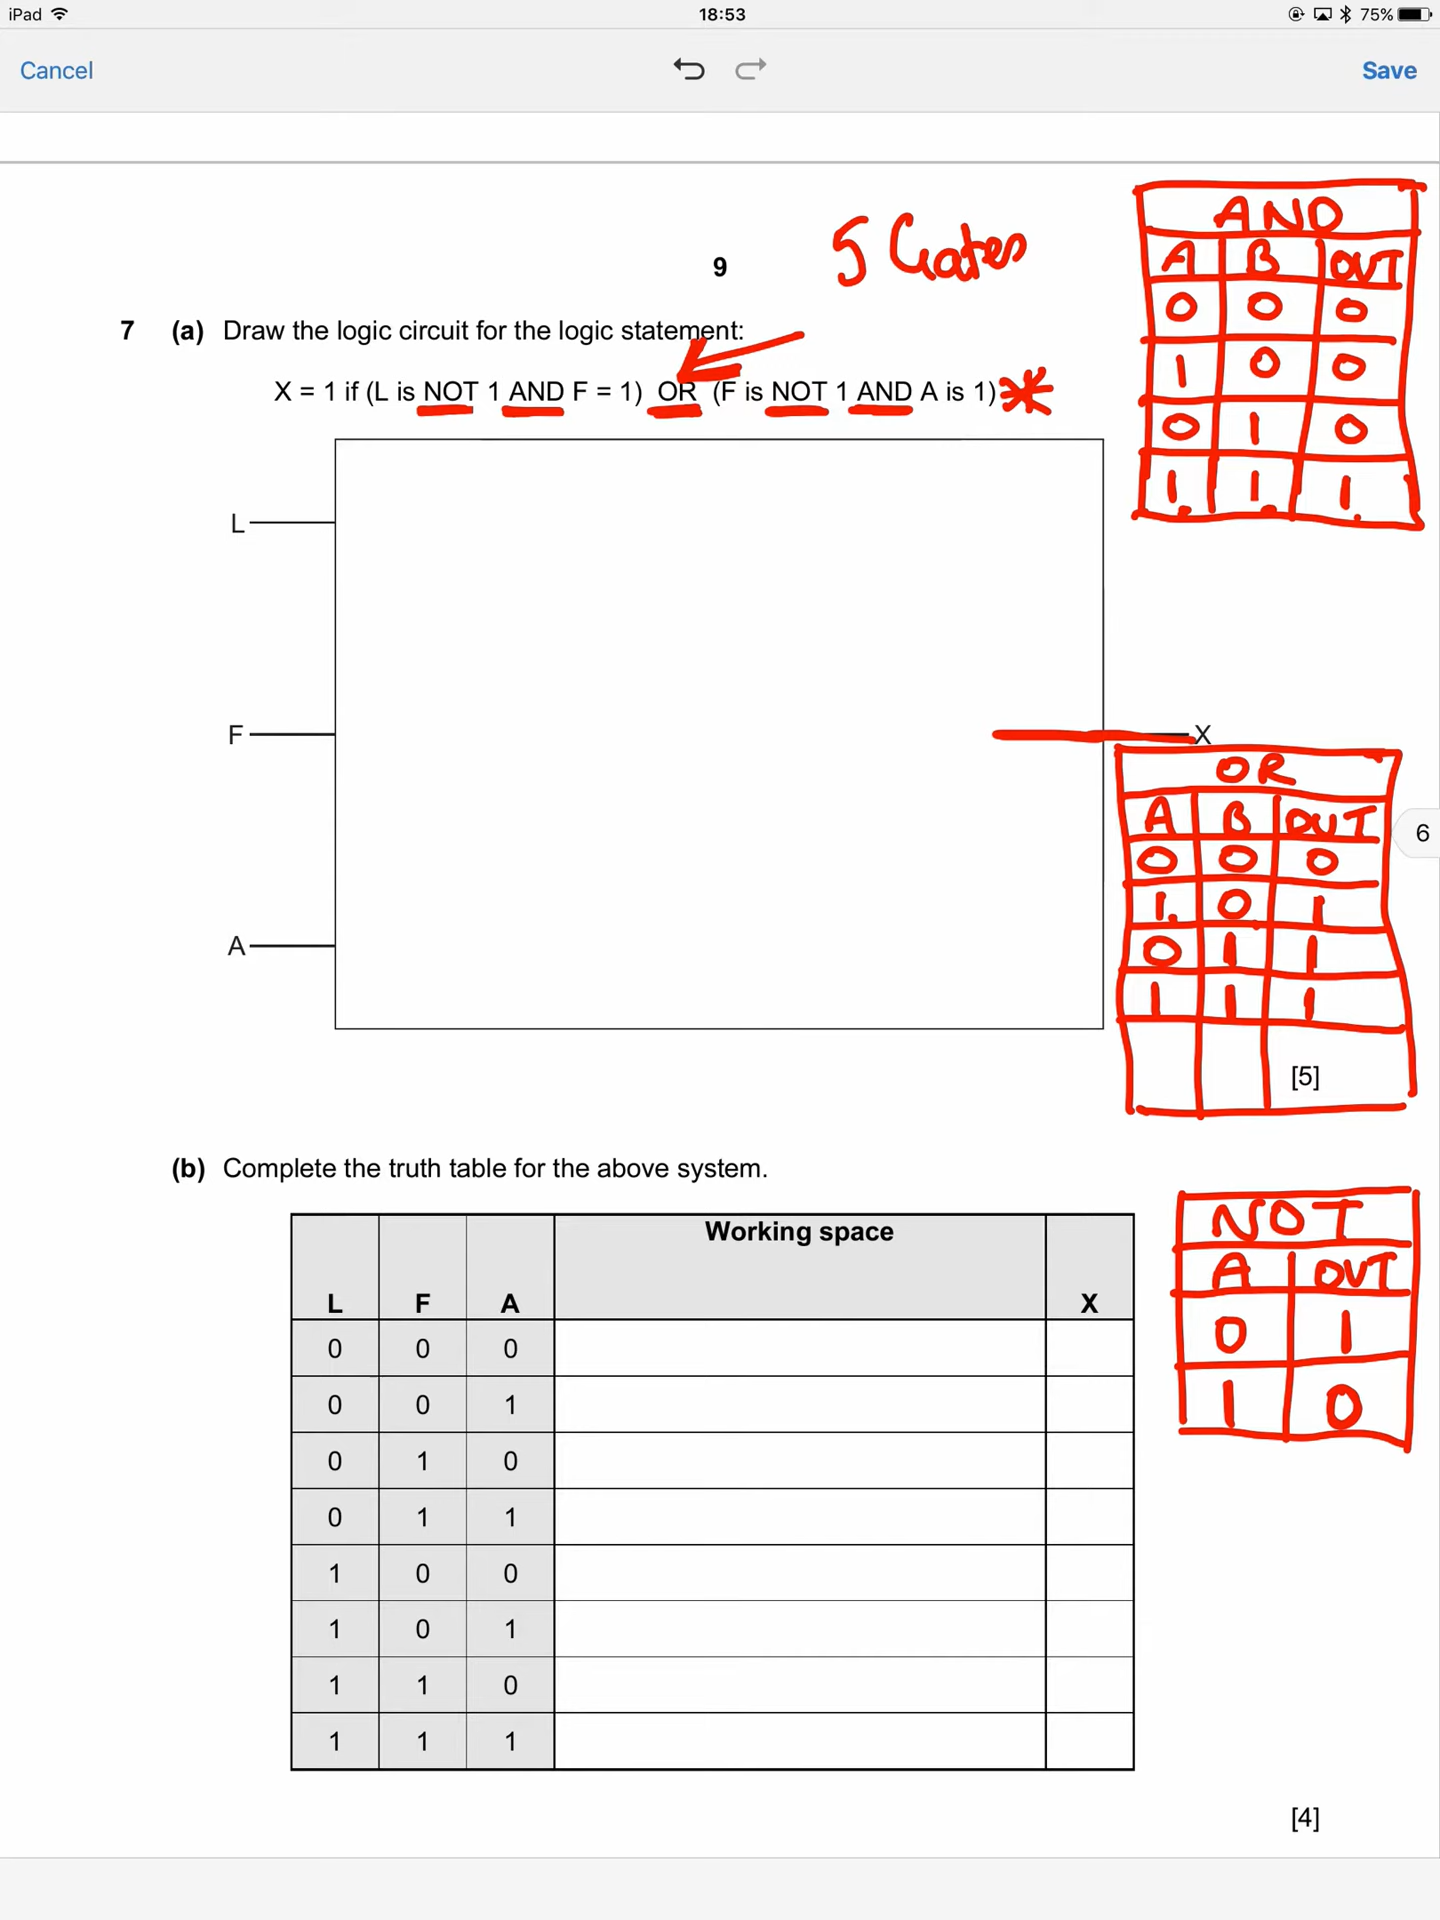 iPad 18:53 75%
Cancel Save
9
5 Gates
7 (a) Draw the logic circuit for the logic statement:
X = 1 if (L is NOT 1 AND F = 1) OR (F is NOT 1 AND A is 1)
L
F
A
X
[5]
AND
A B OUT
0 0 0
1 0 0
0 1 0
1 1 1
OR
A B OUT
0 0 0
1 0 1
0 1 1
1 1 1
6
(b) Complete the truth table for the above system.
L F A Working space X
0 0 0
0 0 1
0 1 0
0 1 1
1 0 0
1 0 1
1 1 0
1 1 1
[4]
NOT
A OUT
0 1
1 0